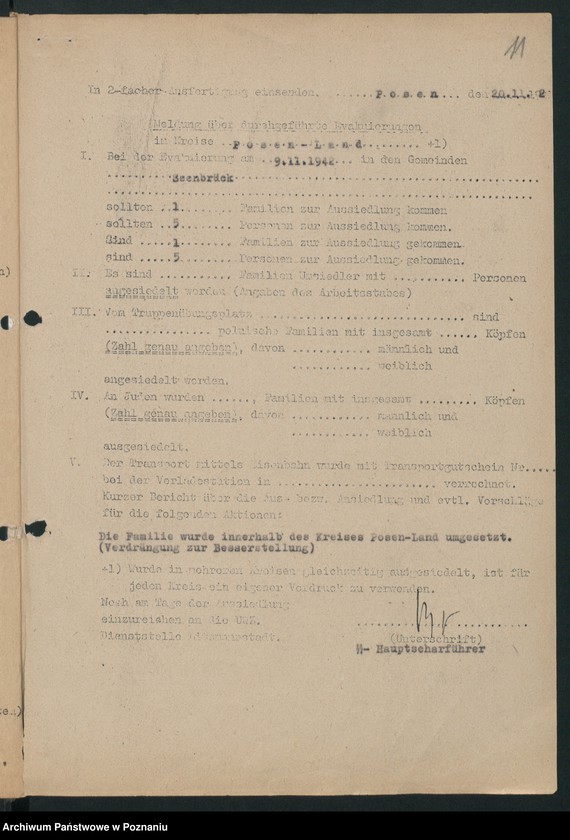 11
In 2-facher Ausfertigung einsenden. ....... P.o.s.e.n... den 20.11.192
Meldung über durchgeführte Evakuierungen
im Kreise ..P.o.s.e.n.-.L.a.n.d......... +1)
I. Bei der Evakuierung am ..9.11.1942... in den Gemeinden
..........Esenbrück..........
sollten ..1........ Familien zur Aussiedlung kommen
sollten ..5........ Personen zur Aussiedlung kommen.
Sind .....1........ Familien zur Aussiedlung gekommen.
sind .....5........ Personen zur Aussiedlung gekommen.
II. Es sind .......... Familien Umsiedler mit .......... Personen
angesiedelt worden (Angaben des Arbeitsstabes)
III. Vom Truppenübungsplatz .......................... sind
............... polnische Familien mit insgesamt ...... Köpfen
(Zahl genau angeben), davon ........... männlich und
........... weiblich
angesiedelt worden.
IV. An Juden wurden ......, Familien mit insgesamt ......... Köpfen
(Zahl genau angeben), davon ........... männlich und
........... weiblich
ausgesiedelt.
V. Der Transport mittels Eisenbahn wurde mit Transportgutschein Nr.....
bei der Verladestation in ....................... verrechnet.
Kurzer Bericht über die Aus- bezw. Ansiedlung und evtl. Vorschläge
für die folgenden Aktionen:
Die Familie wurde innerhalb des Kreises Posen-Land umgesetzt.
(Verdrängung zur Besserstellung)
+1) Wurde in mehreren Kreisen gleichzeitig ausgesiedelt, ist für
jeden Kreis ein eigener Vordruck zu verwenden.
Noch am Tage der Aussiedlung
einzureichen an die UWZ.
Dienststelle Litzmannstadt.
(Unterschrift)
SS- Hauptscharführer
Archiwum Państwowe w Poznaniu